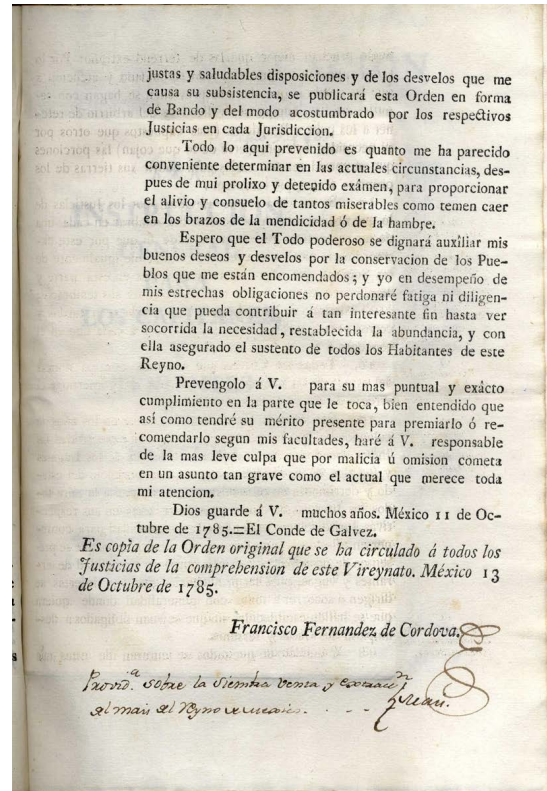 justas y saludables disposiciones y de los desvelos que me
causa su subsistencia, se publicará esta Orden en forma
de Bando y del modo acostumbrado por los respectivos
Justicias en cada Jurisdiccion.
Todo lo aqui prevenido es quanto me ha parecido
conveniente determinar en las actuales circunstancias, des-
pues de mui prolixo y detenido exámen, para proporcionar
el alivio y consuelo de tantos miserables como temen caer
en los brazos de la mendicidad ó de la hambre.
Espero que el Todo poderoso se dignará auxîliar mis
buenos deseos y desvelos por la conservacion de los Pue-
blos que me están encomendados; y yo en desempeño de
mis estrechas obligaciones no perdonaré fatiga ni diligen-
cia que pueda contribuir á tan interesante fin hasta ver
socorrida la necesidad, restablecida la abundancia, y con
ella asegurado el sustento de todos los Habitantes de este
Reyno.
Prevengolo á V. para su mas puntual y exâcto
cumplimiento en la parte que le toca, bien entendido que
asi como tendré su mérito presente para premiarlo ó re-
comendarlo segun mis facultades, haré á V. responsable
de la mas leve culpa que por malicia ú omision cometa
en un asunto tan grave como el actual que merece toda
mi atencion.
Dios guarde á V. muchos años. México 11 de Oc-
tubre de 1785.=El Conde de Galvez.
Es copia de la Orden original que se ha circulado á todos los
Justicias de la comprehension de este Vireynato. México 13
de Octubre de 1785.
Francisco Fernandez de Cordova.
Provid.ª sobre la siembra venta y extracc.n
del mais del Reyno de Mexico